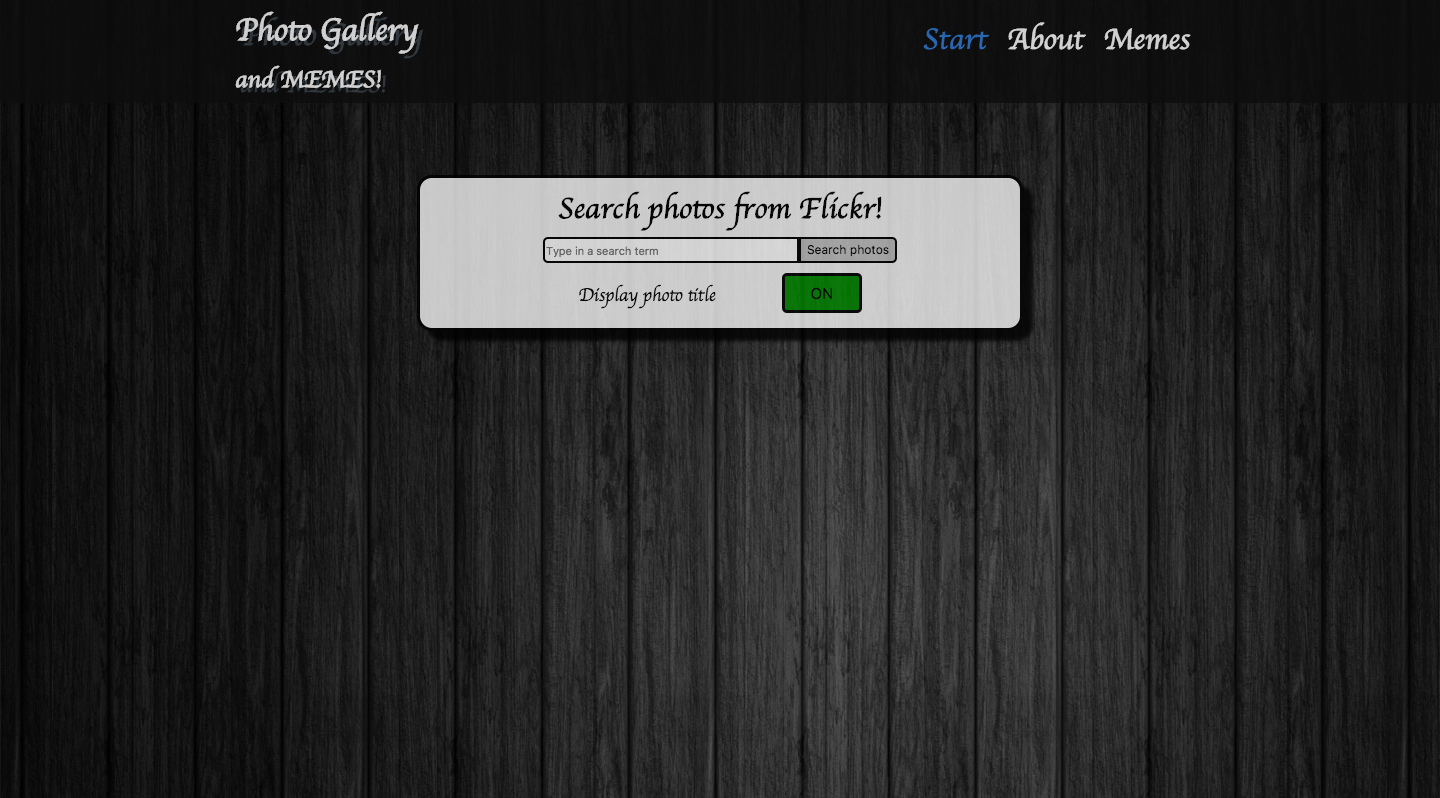 Photo Gallery
and MEMES!
Start About Memes
Search photos from Flickr!
Type in a search term Search photos
Display photo title ON